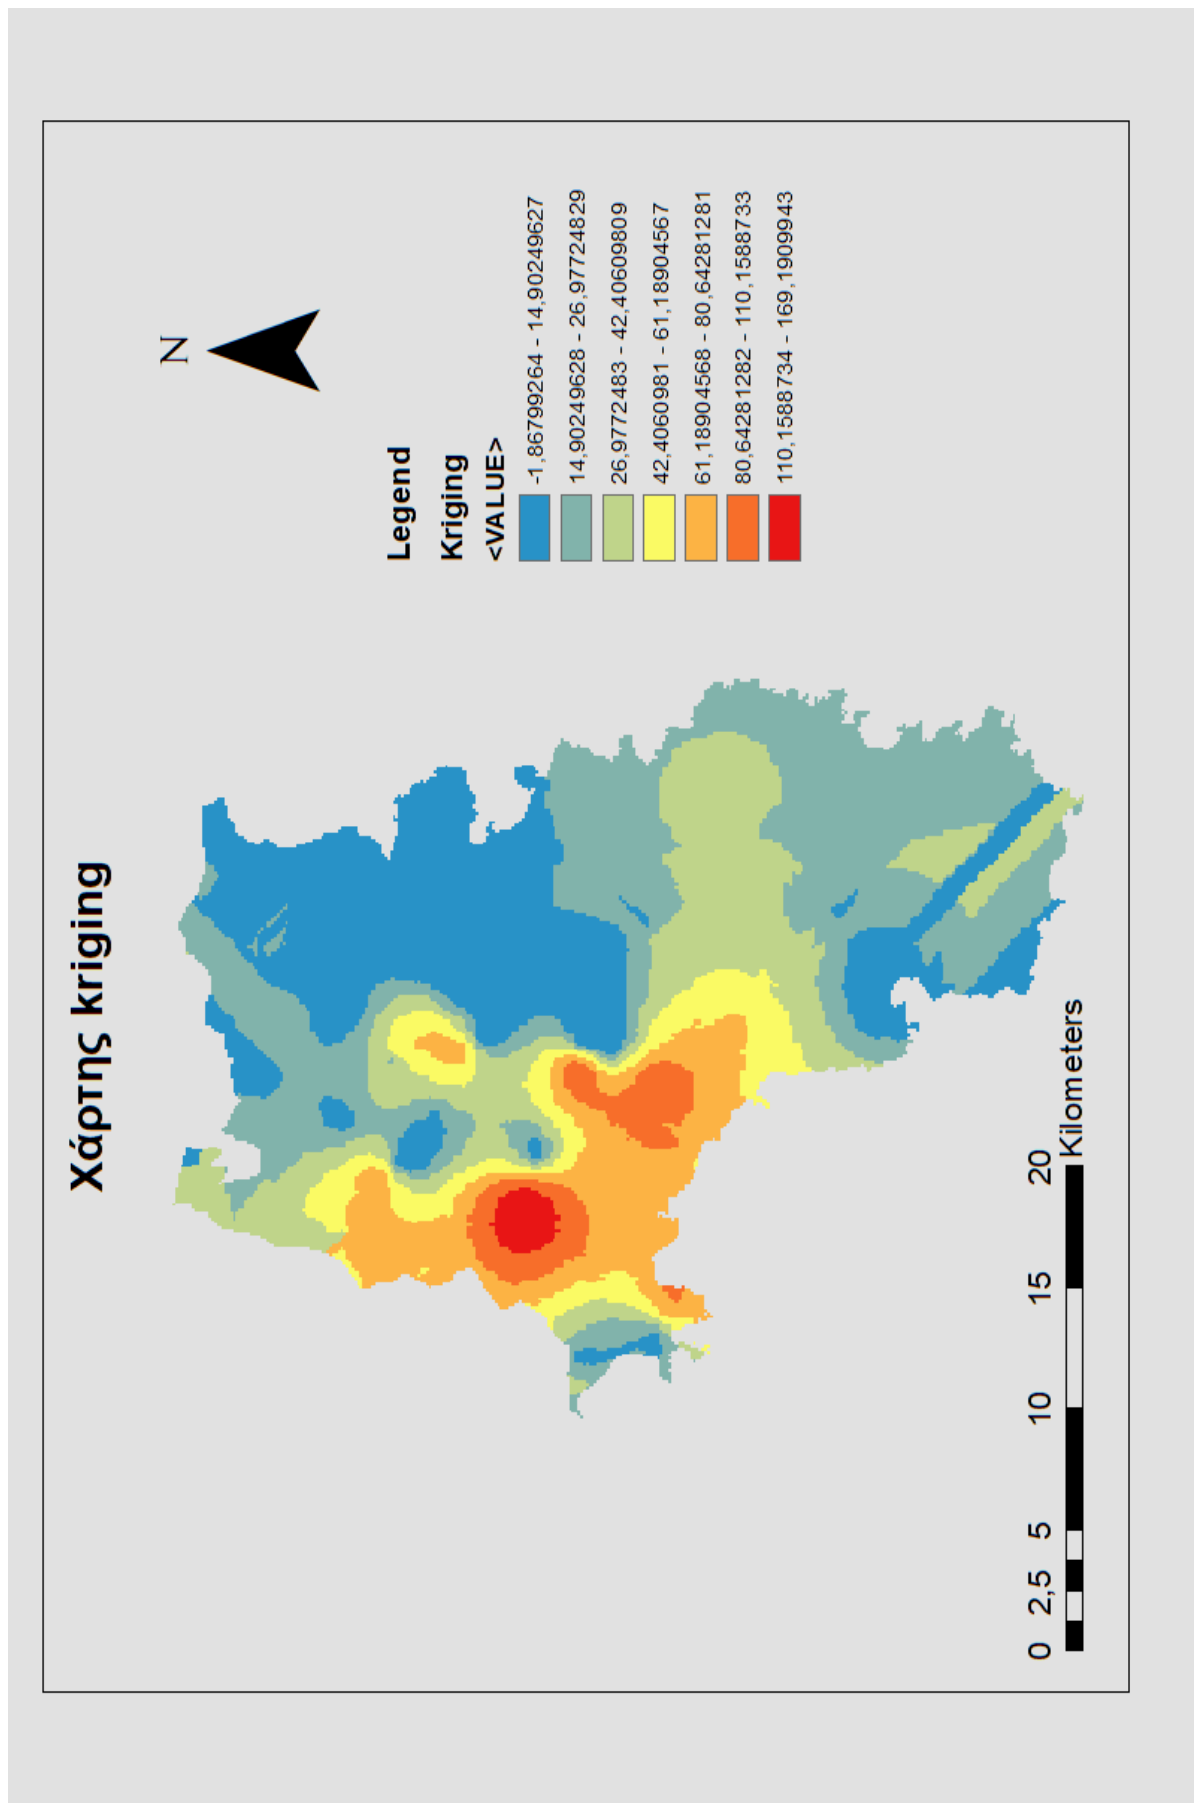 Χάρτης kriging
N
Legend
Kriging
<VALUE>
-1,86799264 - 14,90249627
14,90249628 - 26,97724829
26,9772483 - 42,40609809
42,4060981 - 61,18904567
61,18904568 - 80,64281281
80,64281282 - 110,1588733
110,1588734 - 169,1909943
0 2,5 5 10 15 20
Kilometers